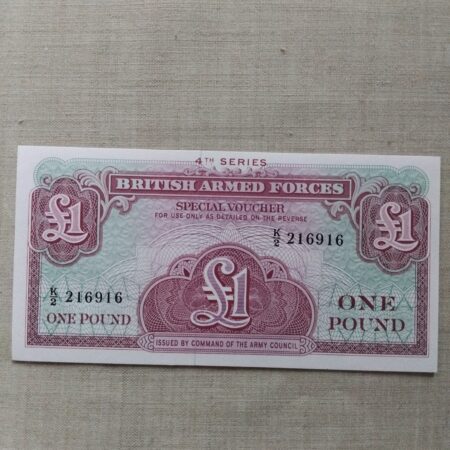 4TH SERIES
BRITISH ARMED FORCES
SPECIAL VOUCHER
FOR USE ONLY AS DETAILED ON THE REVERSE
£1
£1
K/2 216916
K/2 216916
£1
ONE POUND
ONE
POUND
ISSUED BY COMMAND OF THE ARMY COUNCIL